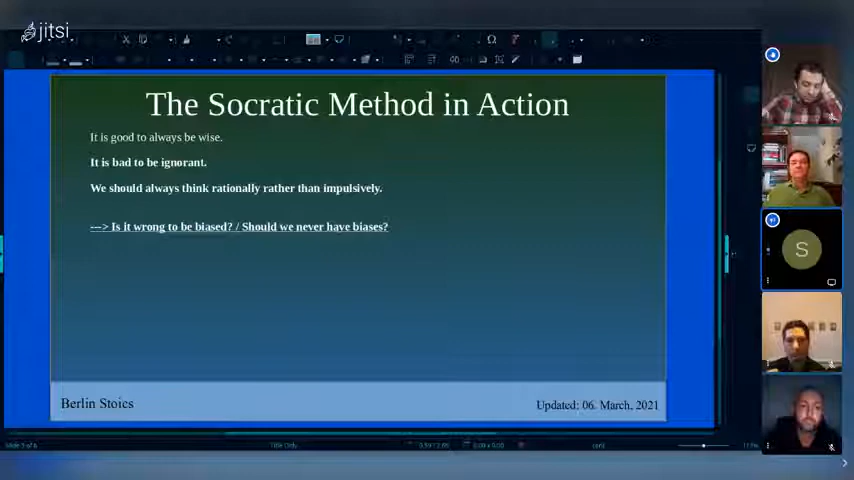 jitsi
The Socratic Method in Action
It is good to always be wise.
It is bad to be ignorant.
We should always think rationally rather than impulsively.
---> Is it wrong to be biased? / Should we never have biases?
S
Berlin Stoics
Updated: 06. March, 2021
Title Only